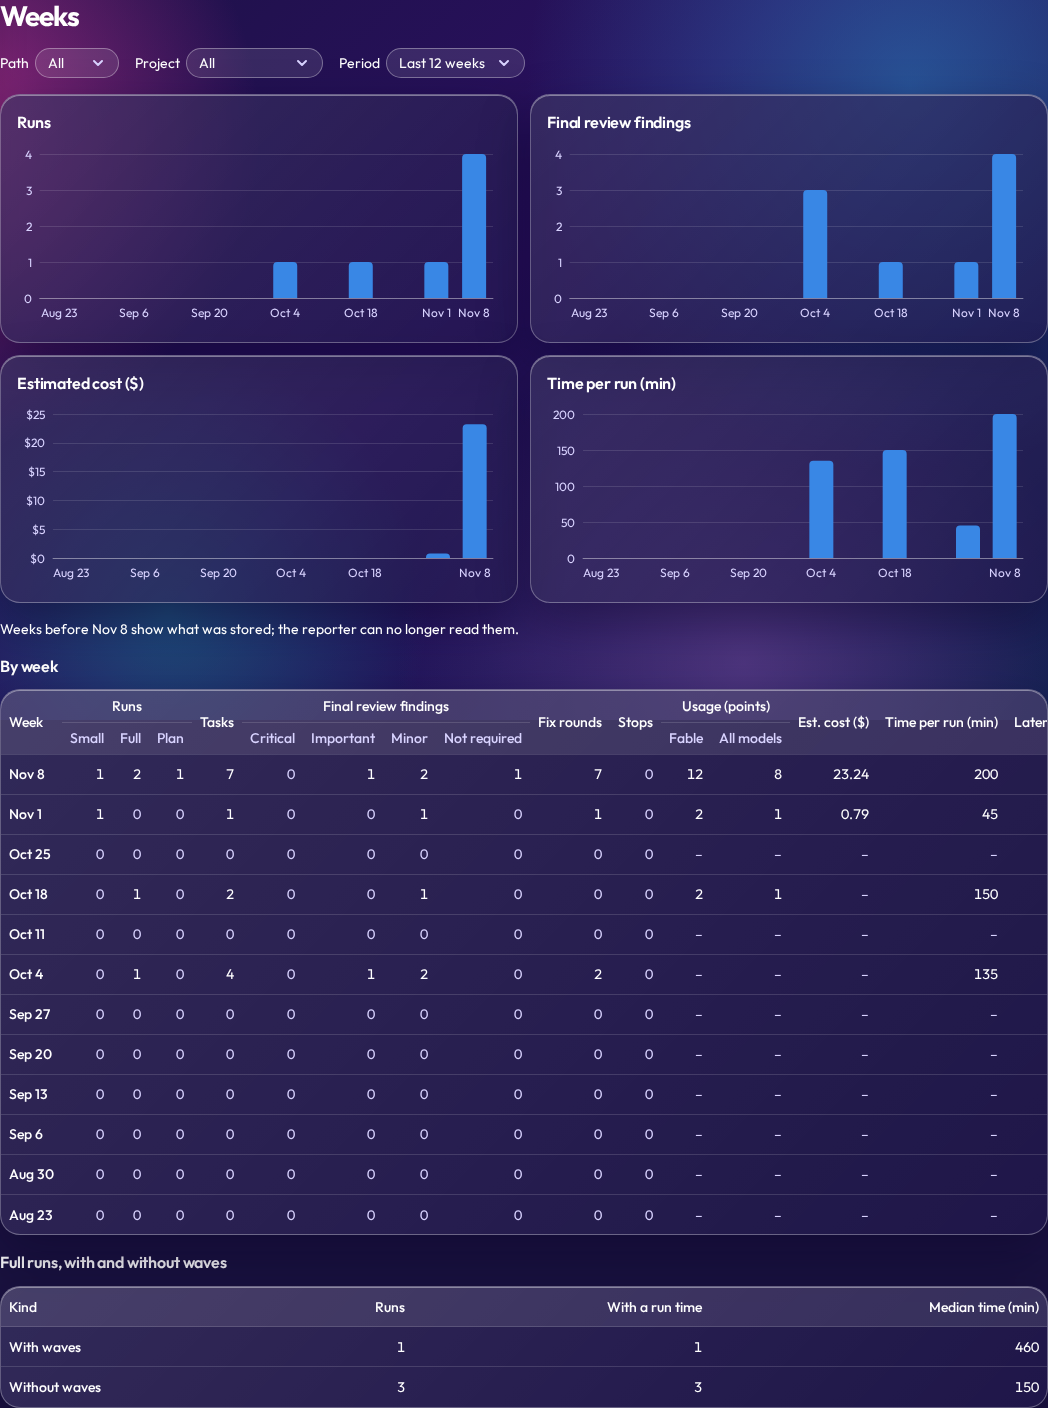 Weeks
Path All Project All Period Last 12 weeks
Runs
4
3
2
1
0
Aug 23 Sep 6 Sep 20 Oct 4 Oct 18 Nov 1 Nov 8
Final review findings
4
3
2
1
0
Aug 23 Sep 6 Sep 20 Oct 4 Oct 18 Nov 1 Nov 8
Estimated cost ($)
$25
$20
$15
$10
$5
$0
Aug 23 Sep 6 Sep 20 Oct 4 Oct 18 Nov 8
Time per run (min)
200
150
100
50
0
Aug 23 Sep 6 Sep 20 Oct 4 Oct 18 Nov 8
Weeks before Nov 8 show what was stored; the reporter can no longer read them.
By week
Runs Final review findings Usage (points)
Week Tasks Fix rounds Stops Est. cost ($) Time per run (min) Later
Small Full Plan Critical Important Minor Not required Fable All models
Nov 8 1 2 1 7 0 1 2 1 7 0 12 8 23.24 200
Nov 1 1 0 0 1 0 0 1 0 1 0 2 1 0.79 45
Oct 25 0 0 0 0 0 0 0 0 0 0 – – – –
Oct 18 0 1 0 2 0 0 1 0 0 0 2 1 – 150
Oct 11 0 0 0 0 0 0 0 0 0 0 – – – –
Oct 4 0 1 0 4 0 1 2 0 2 0 – – – 135
Sep 27 0 0 0 0 0 0 0 0 0 0 – – – –
Sep 20 0 0 0 0 0 0 0 0 0 0 – – – –
Sep 13 0 0 0 0 0 0 0 0 0 0 – – – –
Sep 6 0 0 0 0 0 0 0 0 0 0 – – – –
Aug 30 0 0 0 0 0 0 0 0 0 0 – – – –
Aug 23 0 0 0 0 0 0 0 0 0 0 – – – –
Full runs, with and without waves
Kind Runs With a run time Median time (min)
With waves 1 1 460
Without waves 3 3 150